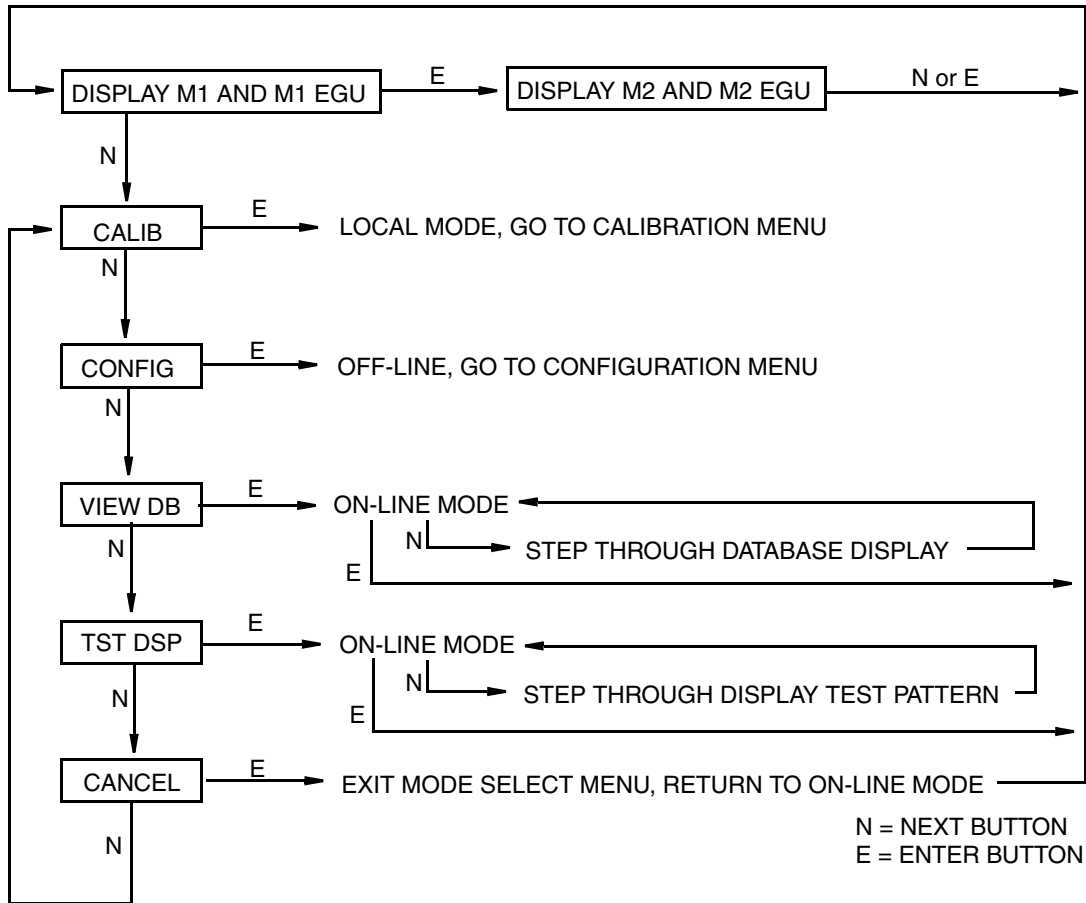 DISPLAY M1 AND M1 EGU
E
DISPLAY M2 AND M2 EGU
N or E
N
CALIB
E
LOCAL MODE, GO TO CALIBRATION MENU
N
CONFIG
E
OFF-LINE, GO TO CONFIGURATION MENU
N
VIEW DB
E
ON-LINE MODE
N
STEP THROUGH DATABASE DISPLAY
E
N
TST DSP
E
ON-LINE MODE
N
STEP THROUGH DISPLAY TEST PATTERN
E
N
CANCEL
E
EXIT MODE SELECT MENU, RETURN TO ON-LINE MODE
N
N = NEXT BUTTON
E = ENTER BUTTON